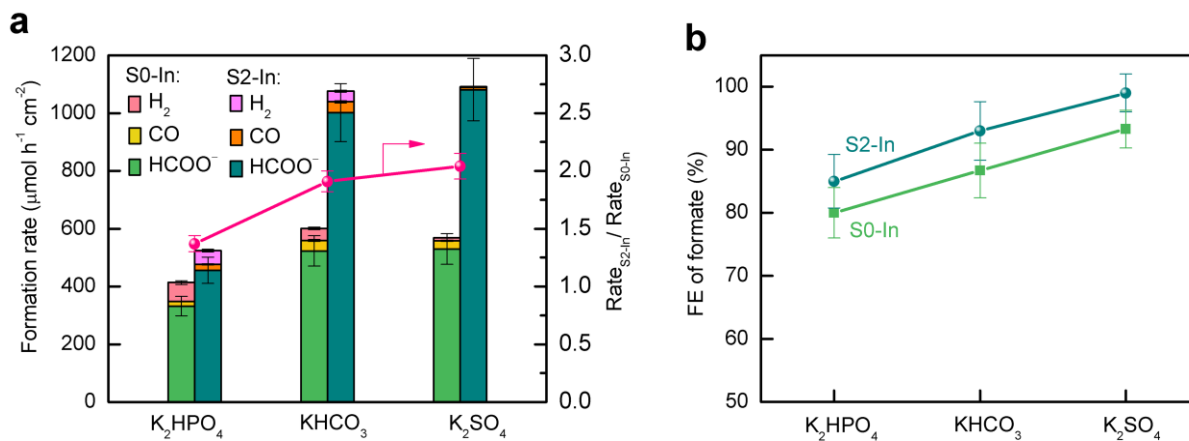 a
1200
1000
800
600
400
200
0
Formation rate (μmol h⁻¹ cm⁻²)
S0-In:
S2-In:
H₂
H₂
CO
CO
HCOO⁻
HCOO⁻
3.0
2.5
2.0
1.5
1.0
0.5
0.0
Rate_S2-In / Rate_S0-In
K₂HPO₄
KHCO₃
K₂SO₄
b
100
90
80
70
60
50
FE of formate (%)
S2-In
S0-In
K₂HPO₄
KHCO₃
K₂SO₄